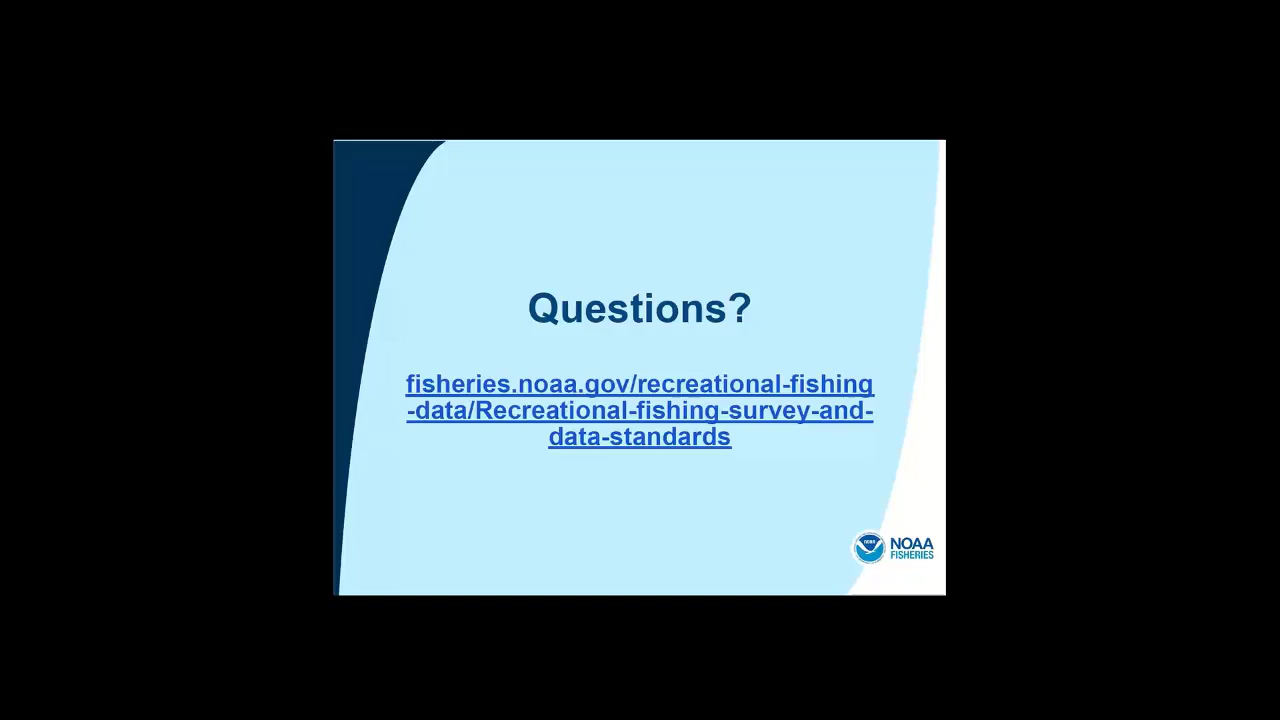 Questions?
fisheries.noaa.gov/recreational-fishing
-data/Recreational-fishing-survey-and-
data-standards
NOAA
FISHERIES